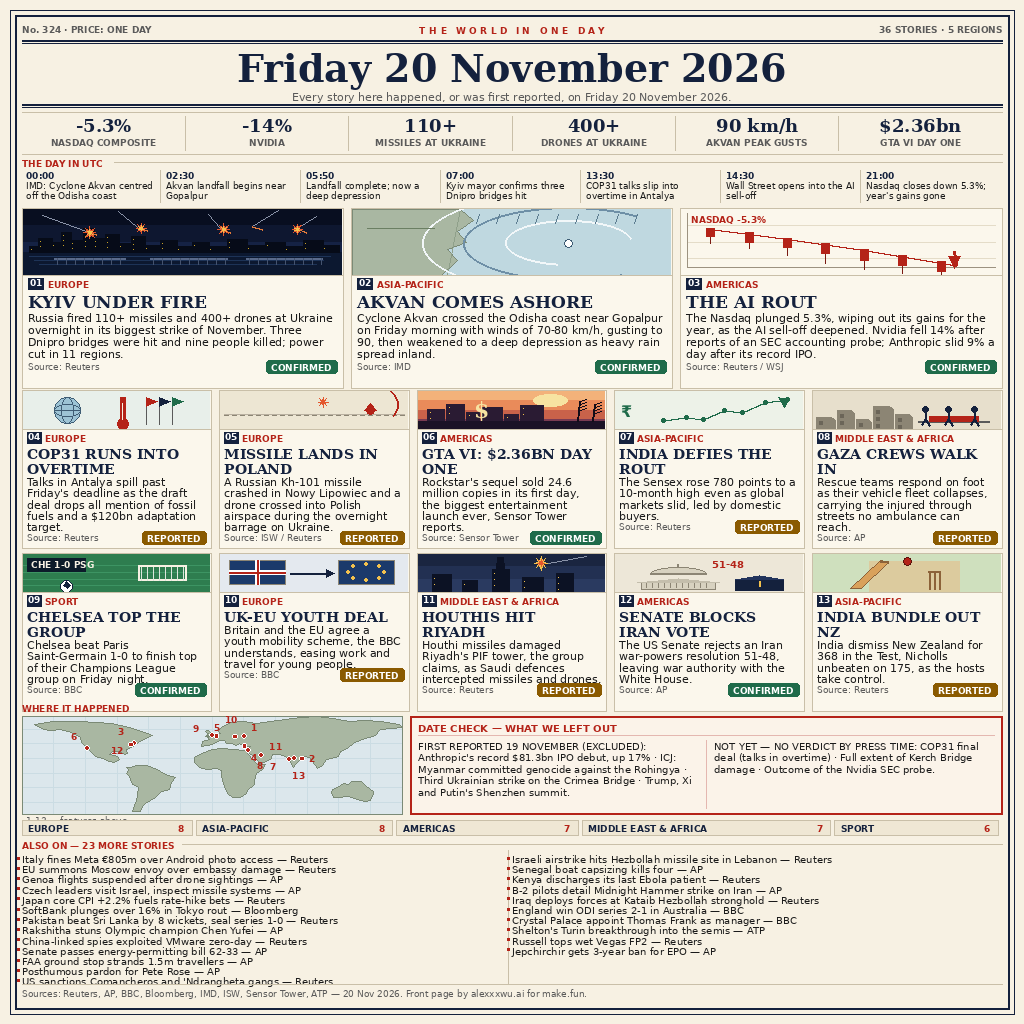 No. 324 · PRICE: ONE DAY
THE WORLD IN ONE DAY
36 STORIES · 5 REGIONS
Friday 20 November 2026
Every story here happened, or was first reported, on Friday 20 November 2026.
-5.3%
NASDAQ COMPOSITE
-14%
NVIDIA
110+
MISSILES AT UKRAINE
400+
DRONES AT UKRAINE
90 km/h
AKVAN PEAK GUSTS
$2.36bn
GTA VI DAY ONE
THE DAY IN UTC
00:00
IMD: Cyclone Akvan centred
off the Odisha coast
02:30
Akvan landfall begins near
Gopalpur
05:50
Landfall complete; now a
deep depression
07:00
Kyiv mayor confirms three
Dnipro bridges hit
13:30
COP31 talks slip into
overtime in Antalya
14:30
Wall Street opens into the AI
sell-off
21:00
Nasdaq closes down 5.3%;
year's gains gone
01 EUROPE
KYIV UNDER FIRE
Russia fired 110+ missiles and 400+ drones at Ukraine
overnight in its biggest strike of November. Three
Dnipro bridges were hit and nine people killed; power
cut in 11 regions.
Source: Reuters
CONFIRMED
02 ASIA-PACIFIC
AKVAN COMES ASHORE
Cyclone Akvan crossed the Odisha coast near Gopalpur
on Friday morning with winds of 70-80 km/h, gusting to
90, then weakened to a deep depression as heavy rain
spread inland.
Source: IMD
CONFIRMED
NASDAQ -5.3%
03 AMERICAS
THE AI ROUT
The Nasdaq plunged 5.3%, wiping out its gains for the
year, as the AI sell-off deepened. Nvidia fell 14% after
reports of an SEC accounting probe; Anthropic slid 9% a
day after its record IPO.
Source: Reuters / WSJ
CONFIRMED
04 EUROPE
COP31 RUNS INTO
OVERTIME
Talks in Antalya spill past
Friday's deadline as the draft
deal drops all mention of fossil
fuels and a $120bn adaptation
target.
Source: Reuters
REPORTED
05 EUROPE
MISSILE LANDS IN
POLAND
A Russian Kh-101 missile
crashed in Nowy Lipowiec and a
drone crossed into Polish
airspace during the overnight
barrage on Ukraine.
Source: ISW / Reuters
REPORTED
$
06 AMERICAS
GTA VI: $2.36BN DAY
ONE
Rockstar's sequel sold 24.6
million copies in its first day,
the biggest entertainment
launch ever, Sensor Tower
reports.
Source: Sensor Tower
CONFIRMED
₹
07 ASIA-PACIFIC
INDIA DEFIES THE
ROUT
The Sensex rose 780 points to a
10-month high even as global
markets slid, led by domestic
buyers.
Source: Reuters
REPORTED
08 MIDDLE EAST & AFRICA
GAZA CREWS WALK
IN
Rescue teams respond on foot
as their vehicle fleet collapses,
carrying the injured through
streets no ambulance can
reach.
Source: AP
REPORTED
CHE 1-0 PSG
09 SPORT
CHELSEA TOP THE
GROUP
Chelsea beat Paris
Saint-Germain 1-0 to finish top
of their Champions League
group on Friday night.
Source: BBC
CONFIRMED
10 EUROPE
UK-EU YOUTH DEAL
Britain and the EU agree a
youth mobility scheme, the BBC
understands, easing work and
travel for young people.
Source: BBC
REPORTED
11 MIDDLE EAST & AFRICA
HOUTHIS HIT
RIYADH
Houthi missiles damaged
Riyadh's PIF tower, the group
claims, as Saudi defences
intercepted missiles and drones.
Source: Reuters
REPORTED
51-48
12 AMERICAS
SENATE BLOCKS
IRAN VOTE
The US Senate rejects an Iran
war-powers resolution 51-48,
leaving war authority with the
White House.
Source: AP
CONFIRMED
13 ASIA-PACIFIC
INDIA BUNDLE OUT
NZ
India dismiss New Zealand for
368 in the Test, Nicholls
unbeaten on 175, as the hosts
take control.
Source: Reuters
REPORTED
WHERE IT HAPPENED
10
9 5 1
6 3
12 11
4 2
8 7
13
DATE CHECK — WHAT WE LEFT OUT
FIRST REPORTED 19 NOVEMBER (EXCLUDED):
Anthropic's record $81.3bn IPO debut, up 17% · ICJ:
Myanmar committed genocide against the Rohingya ·
Third Ukrainian strike on the Crimea Bridge · Trump, Xi
and Putin's Shenzhen summit.
NOT YET — NO VERDICT BY PRESS TIME: COP31 final
deal (talks in overtime) · Full extent of Kerch Bridge
damage · Outcome of the Nvidia SEC probe.
1-13 — features above
EUROPE 8
ASIA-PACIFIC 8
AMERICAS 7
MIDDLE EAST & AFRICA 7
SPORT 6
ALSO ON — 23 MORE STORIES
Italy fines Meta €805m over Android photo access — Reuters
EU summons Moscow envoy over embassy damage — Reuters
Genoa flights suspended after drone sightings — AP
Czech leaders visit Israel, inspect missile systems — AP
Japan core CPI +2.2% fuels rate-hike bets — Reuters
SoftBank plunges over 16% in Tokyo rout — Bloomberg
Pakistan beat Sri Lanka by 8 wickets, seal series 1-0 — Reuters
Rakshitha stuns Olympic champion Chen Yufei — AP
China-linked spies exploited VMware zero-day — Reuters
Senate passes energy-permitting bill 62-33 — AP
FAA ground stop strands 1.5m travellers — AP
Posthumous pardon for Pete Rose — AP
US sanctions Comancheros and 'Ndrangheta gangs — Reuters
Israeli airstrike hits Hezbollah missile site in Lebanon — Reuters
Senegal boat capsizing kills four — AP
Kenya discharges its last Ebola patient — Reuters
B-2 pilots detail Midnight Hammer strike on Iran — AP
Iraq deploys forces at Kataib Hezbollah stronghold — Reuters
England win ODI series 2-1 in Australia — BBC
Crystal Palace appoint Thomas Frank as manager — BBC
Shelton's Turin breakthrough into the semis — ATP
Russell tops wet Vegas FP2 — Reuters
Jepchirchir gets 3-year ban for EPO — AP
Sources: Reuters, AP, BBC, Bloomberg, IMD, ISW, Sensor Tower, ATP — 20 Nov 2026. Front page by alexxxwu.ai for make.fun.